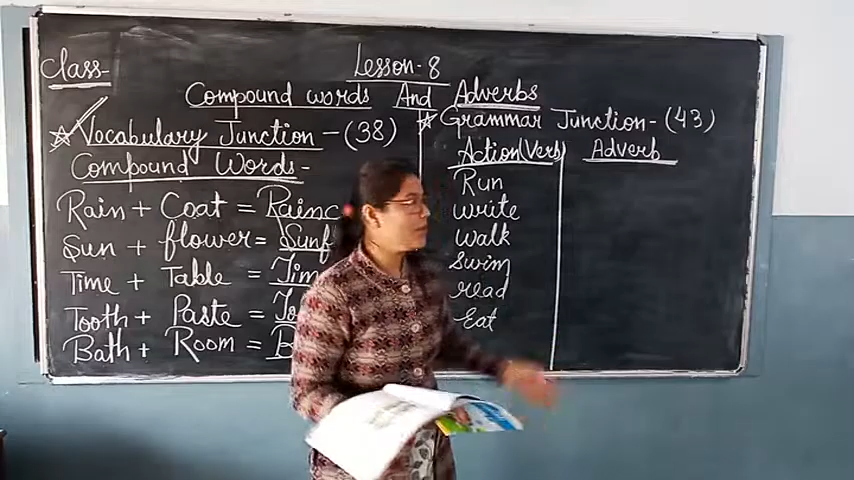 Class-
Lesson-8
Compound words And Adverbs
Vocabulary Junction-(38)
Compound Words-
Rain + Coat = Rainc
Sun + flower = Sunf
Time + Table = Tim
Tooth + Paste = To
Bath + Room = B
Grammar Junction-(43)
Action(Verb) Adverb
Run
write
walk
Swim
read
Eat